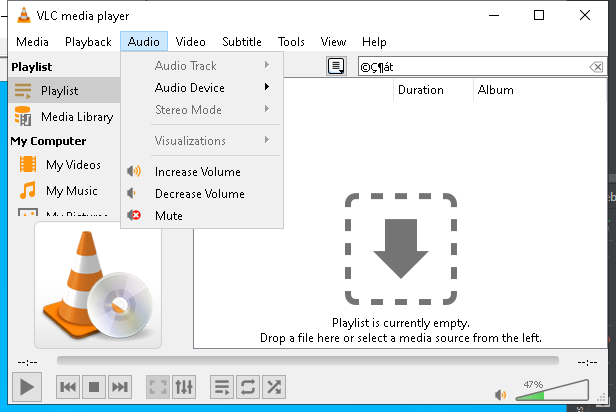 VLC media player
Media Playback Audio Video Subtitle Tools View Help
Playlist
Playlist
Media Library
My Computer
My Videos
My Music
My Pictures
Audio Track
Audio Device
Stereo Mode
Visualizations
Increase Volume
Decrease Volume
Mute
©Ç¶át
Duration Album
Playlist is currently empty.
Drop a file here or select a media source from the left.
--:-- --:--
47%